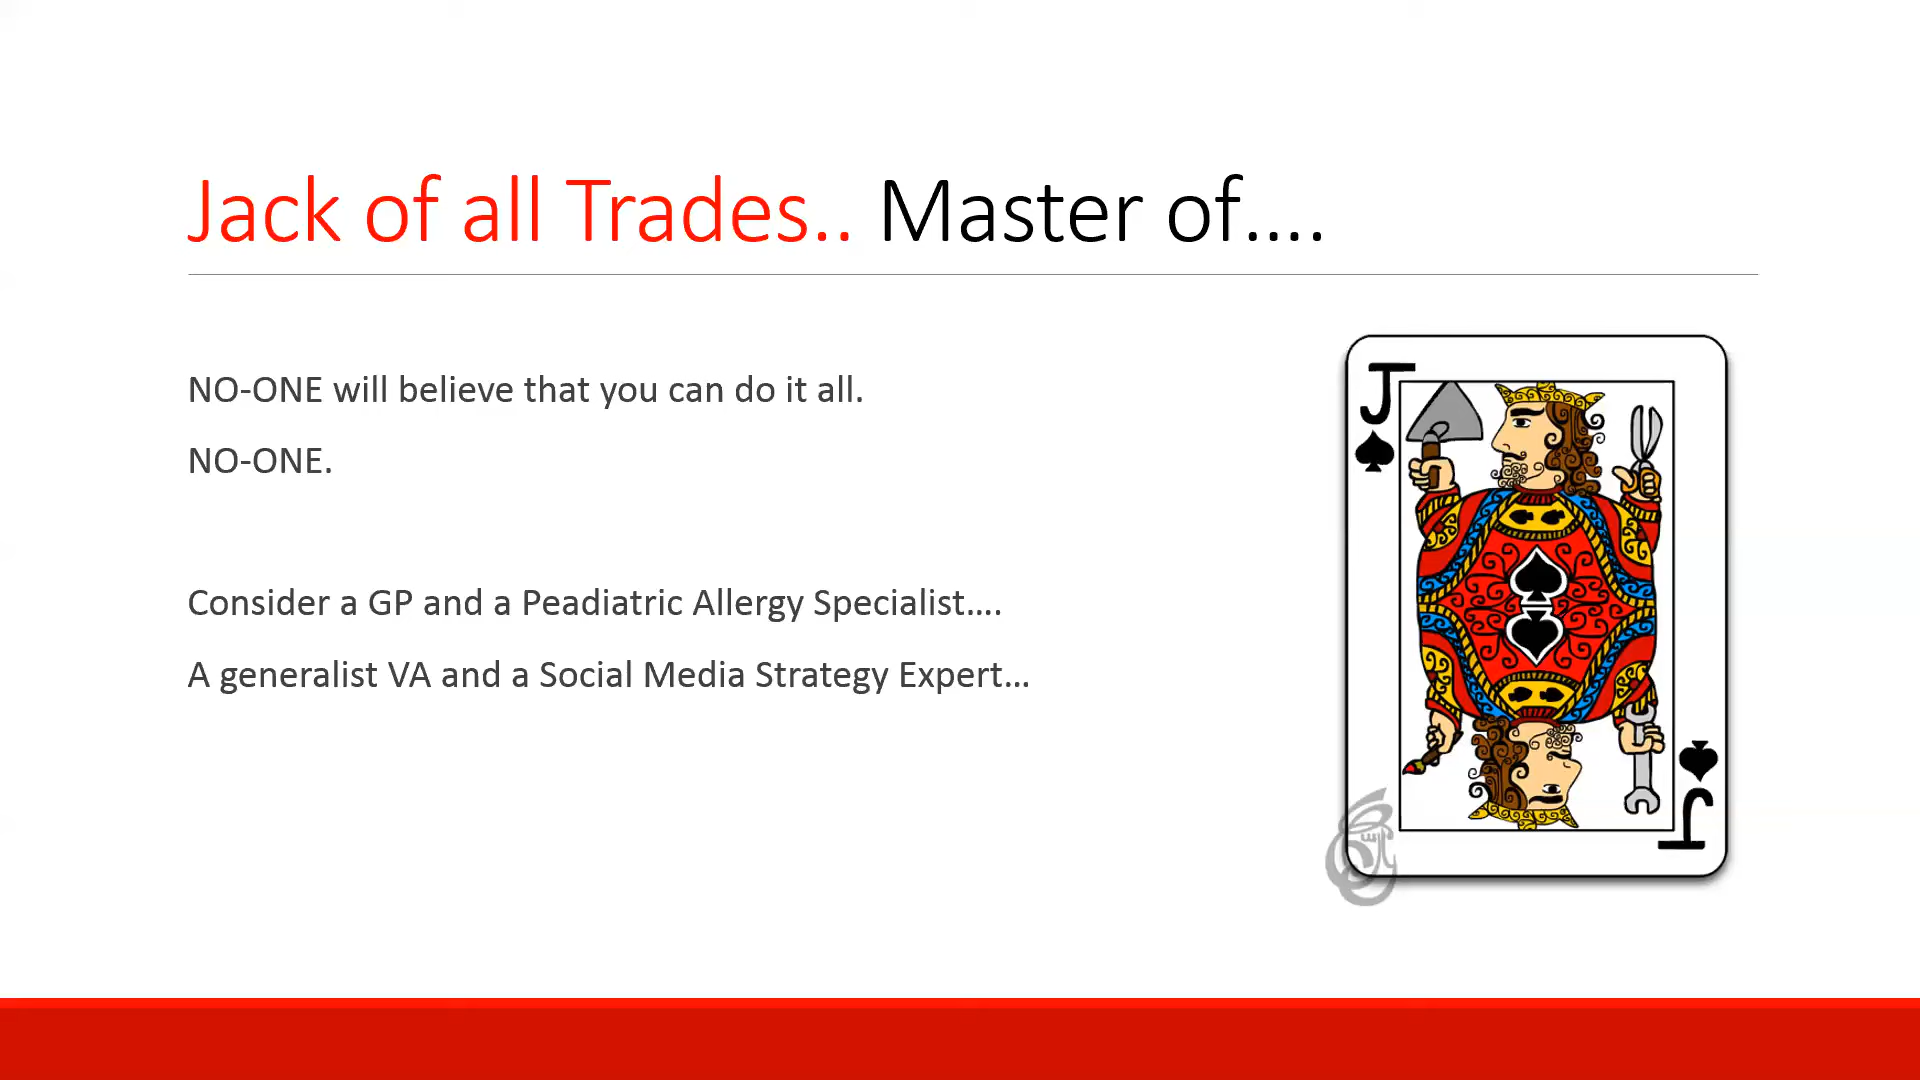 Jack of all Trades.. Master of....
NO-ONE will believe that you can do it all.
NO-ONE.
Consider a GP and a Peadiatric Allergy Specialist....
A generalist VA and a Social Media Strategy Expert...
J
J